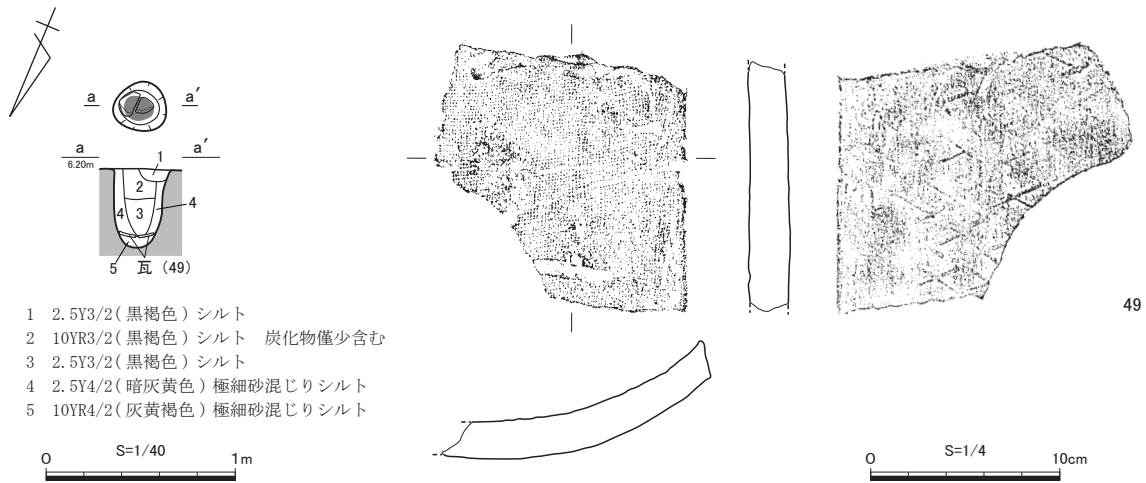 a a′
a a′
6.20m
1
2
4 3 4
5 瓦 (49)
1 2.5Y3/2(黒褐色)シルト
2 10YR3/2(黒褐色)シルト 炭化物僅少含む
3 2.5Y3/2(黒褐色)シルト
4 2.5Y4/2(暗灰黄色)極細砂混じりシルト
5 10YR4/2(灰黄褐色)極細砂混じりシルト
0 S=1/40 1m
49
0 S=1/4 10cm